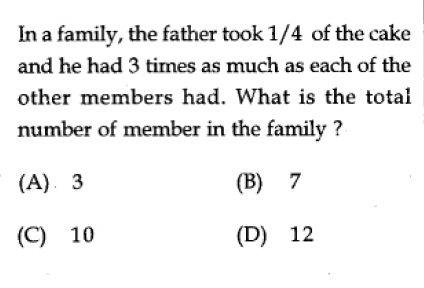 In a family, the father took 1/4 of the cake
and he had 3 times as much as each of the
other members had. What is the total
number of member in the family ?
(A) 3 (B) 7
(C) 10 (D) 12